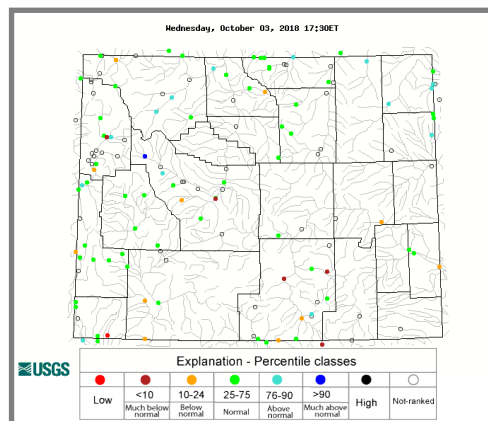 Wednesday, October 03, 2018 17:30ET
USGS
Explanation - Percentile classes
Low
<10
10-24
25-75
76-90
>90
High
Not-ranked
Much below normal
Below normal
Normal
Above normal
Much above normal